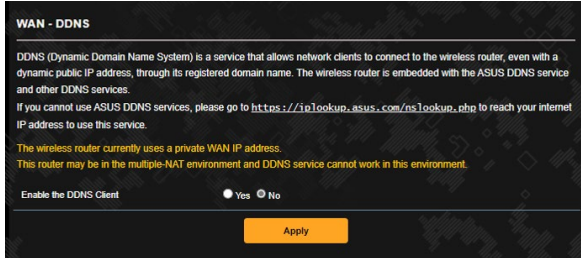 WAN - DDNS
DDNS (Dynamic Domain Name System) is a service that allows network clients to connect to the wireless router, even with a
dynamic public IP address, through its registered domain name. The wireless router is embedded with the ASUS DDNS service
and other DDNS services.
If you cannot use ASUS DDNS services, please go to https://iplookup.asus.com/nslookup.php to reach your internet
IP address to use this service.
The wireless router currently uses a private WAN IP address.
This router may be in the multiple-NAT environment and DDNS service cannot work in this environment.
Enable the DDNS Client Yes No
Apply